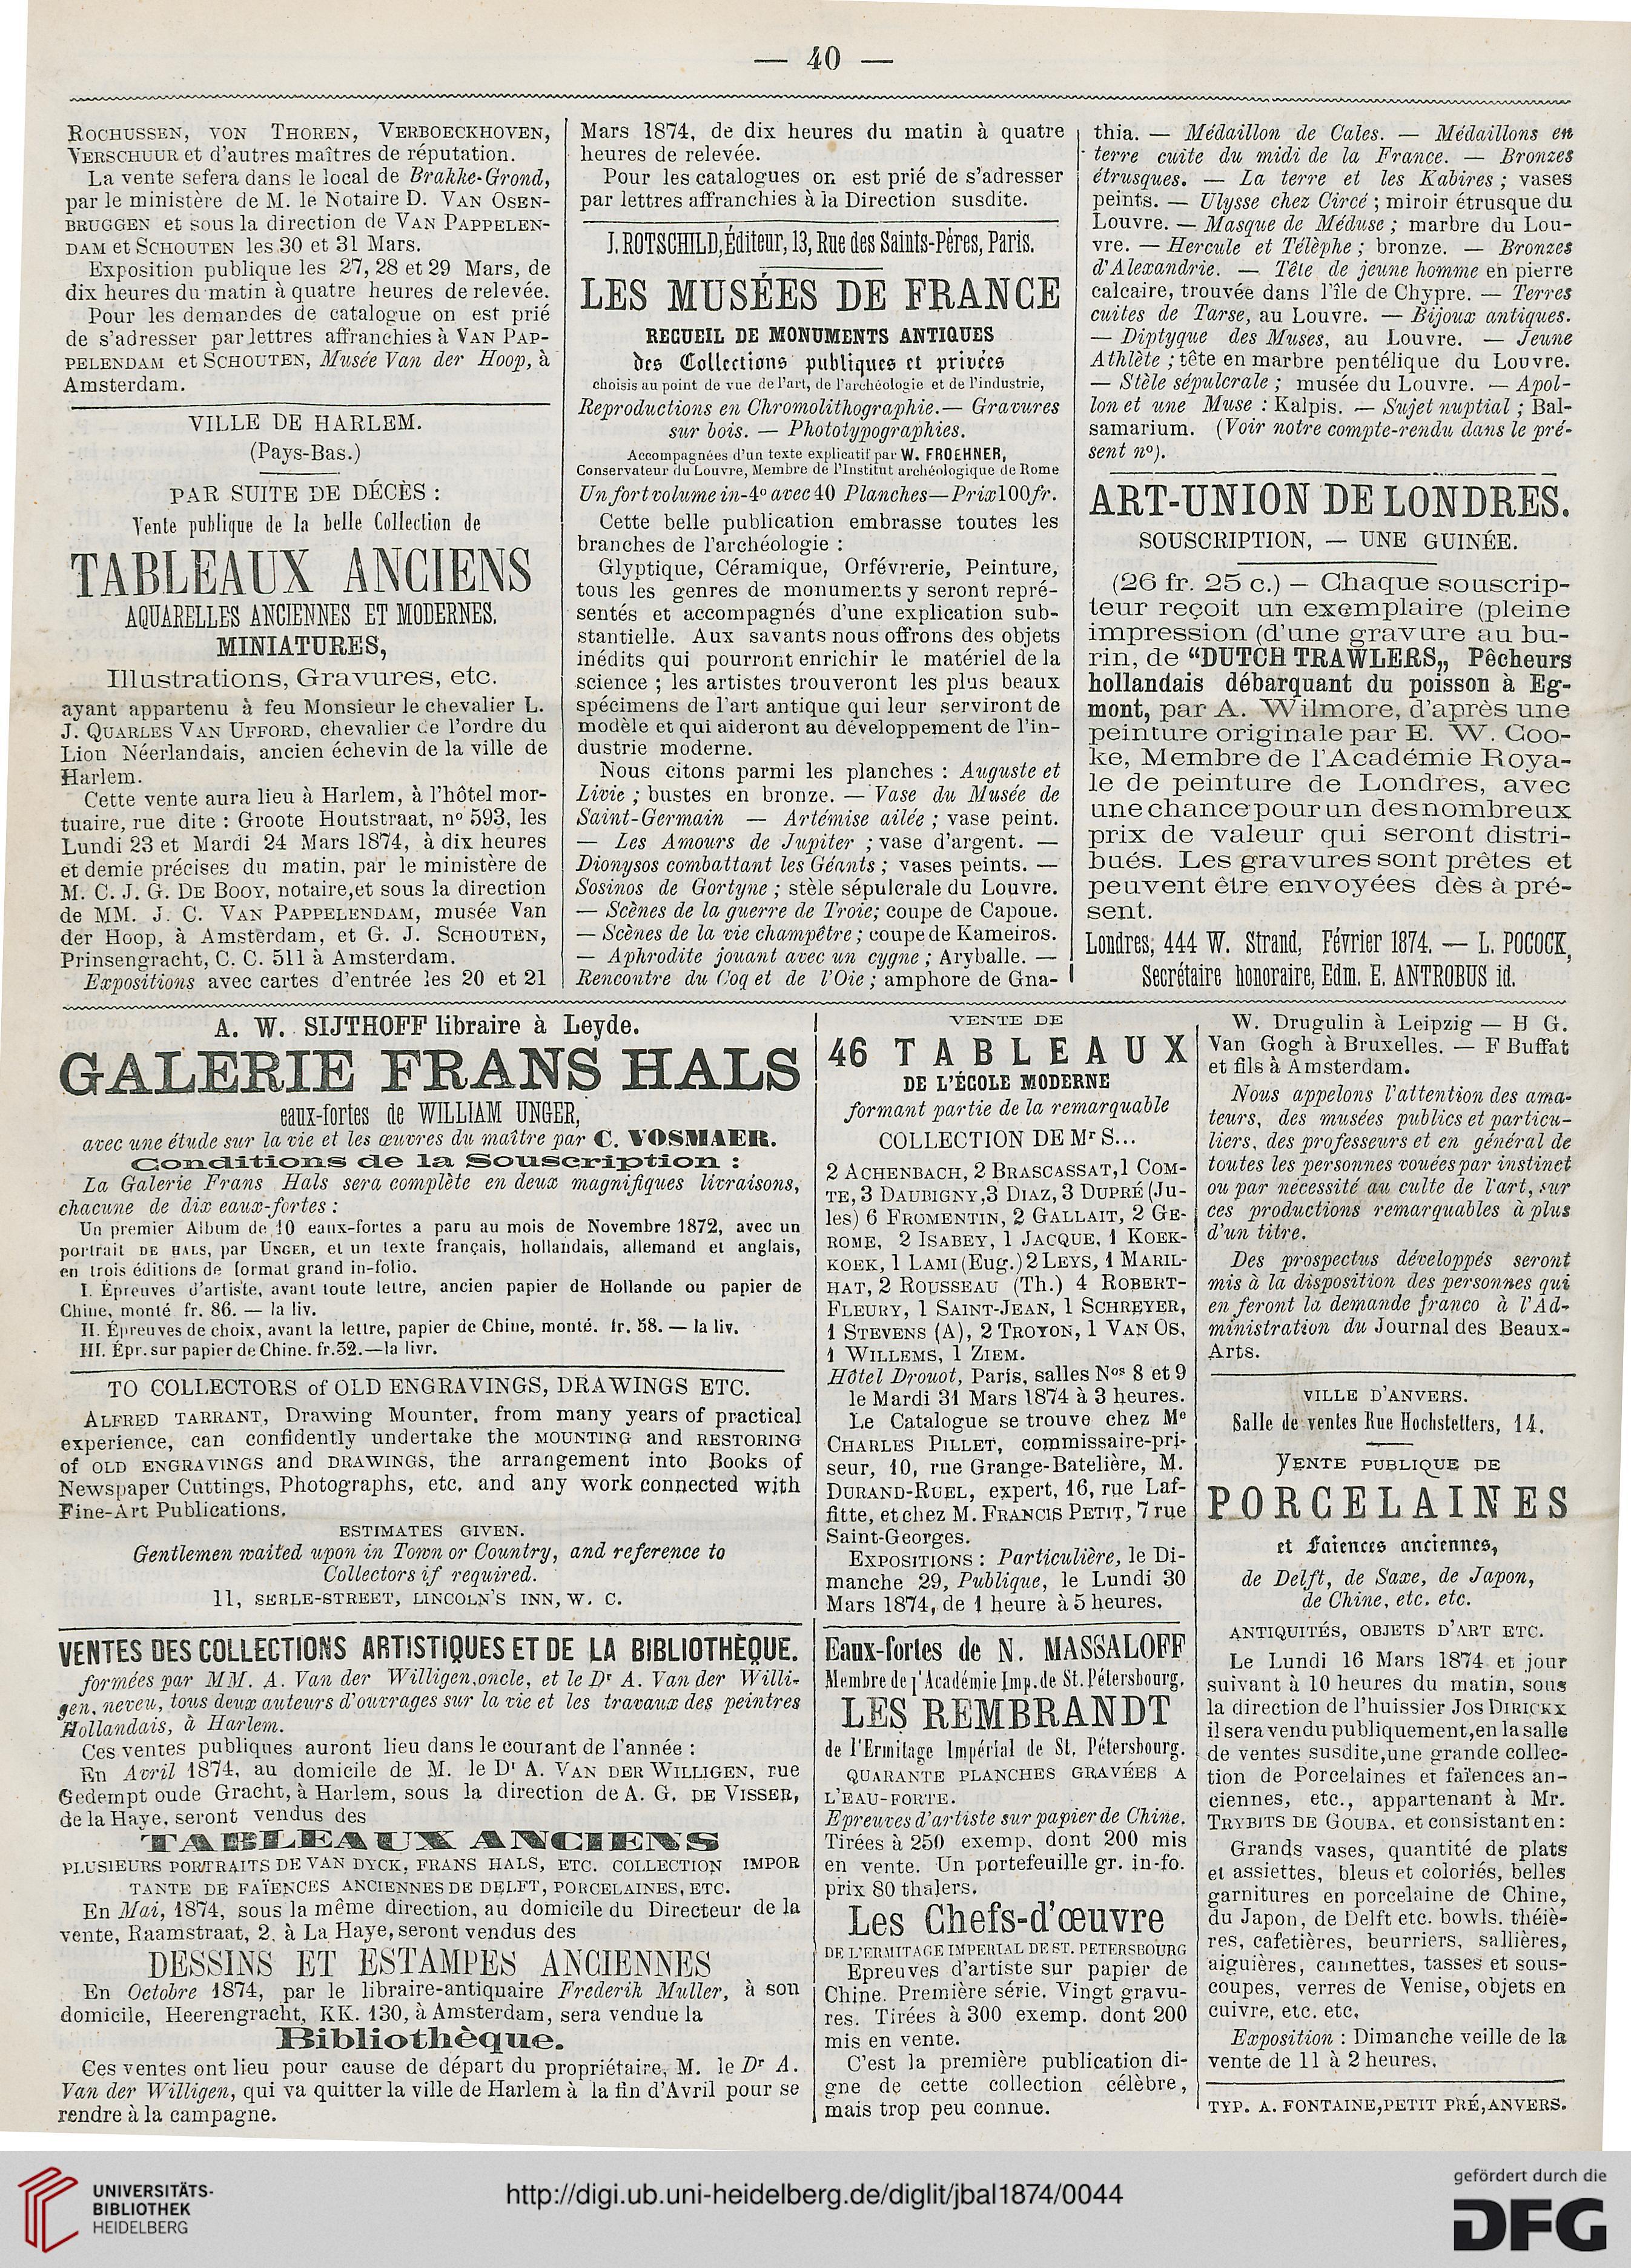 — 40 —
ROCHUSSEN, VON THOREN, VERBOECKHOVEN,
VERSCHUUR et d'autres maîtres de réputation.
La vente sefera dans le local de Brakke-Grond,
par le ministère de M. le Notaire D. VAN OSEN-
BRUGGEN et sous la direction de VAN PAPPELEN-
DAM et SCHOUTEN les 30 et 31 Mars.
Exposition publique les 27, 28 et 29 Mars, de
dix heures du matin à quatre heures de relevée.
Pour les demandes de catalogue on est prié
de s'adresser par lettres affranchies à VAN PAP-
PELENDAM et SCHOUTEN, Musée Van der Hoop, à
Amsterdam.
VILLE DE HARLEM.
(Pays-Bas.)
PAR SUITE DE DÉCÈS :
Vente publique de la belle Collection de
TABLEAUX ANCIENS
AQUARELLES ANCIENNES ET MODERNES.
MINIATURES,
Illustrations, Gravures, etc.
ayant appartenu à feu Monsieur le chevalier L.
J. QUARLES VAN UFFORD, chevalier de l'ordre du
Lion Néerlandais, ancien échevin de la ville de
Harlem.
Cette vente aura lieu à Harlem, à l'hôtel mor-
tuaire, rue dite : Groote Houtstraat, n° 593, les
Lundi 23 et Mardi 24 Mars 1874, à dix heures
et demie précises du matin, par le ministère de
M. C. J. G. DE BOOY, notaire, et sous la direction
de MM. J. C. VAN PAPPELENDAM, musée Van
der Hoop, à Amsterdam, et G. J. SCHOUTEN,
Prinsengracht, C. C. 511 à Amsterdam.
Expositions avec cartes d'entrée les 20 et 21
Mars 1874, de dix heures du matin à quatre
heures de relevée.
Pour les catalogues on est prié de s'adresser
par lettres affranchies à la Direction susdite.
J. ROTSCHILD, Éditeur, 13, Rue des Saints-Pères, Paris.
LES MUSÉES DE FRANCE
RECUEIL DE MONUMENTS ANTIQUES
des Collections publiques et privées
choisis au point de vue de l'art, de l'archéologie et de l'industrie,
Reproductions en Chromolithographie. — Gravures
sur bois. — Phototypographies.
Accompagnées d'un texte explicatif par W. FROEHNER,
Conservateur du Louvre, Membre de l'Institut archéologique de Rome
Un fort volume in-4° avec 40 Planches—Prix 100 fr.
Cette belle publication embrasse toutes les
branches de l'archéologie :
Glyptique, Céramique, Orfévrerie, Peinture,
tous les genres de monuments y seront repré-
sentés et accompagnés d'une explication sub-
stantielle. Aux savants nous offrons des objets
inédits qui pourront enrichir le matériel de la
science ; les artistes trouveront les plus beaux
spécimens de l'art antique qui leur serviront de
modèle et qui aideront au développement de l'in-
dustrie moderne.
Nous citons parmi les planches : Auguste et
Livie ; bustes en bronze. — Vase du Musée de
Saint-Germain — Artémise ailée ; vase peint.
— Les Amours de Jupiter ; vase d'argent. —
Dionysos combattant les Géants ; vases peints. —
Sosinos de Gortyne ; stèle sépulcrale du Louvre.
— Scènes de la guerre de Troie; coupe de Capoue.
— Scènes de la vie champêtre ; coupe de Kameiros.
— Aphrodite jouant avec un cygne ; Aryballe. —
Rencontre du Coq et de l'Oie ; amphore de Gna-
thia. — Médaillon de Cales. — Médaillons en
terre cuite du midi de la France. — Bronzes
étrusques. — La terre et les Kabires ; vases
peints. — Ulysse chez Circé ; miroir étrusque du
Louvre. — Masque de Méduse ; marbre du Lou-
vre. — Hercule et Télèphe ; bronze. — Bronzes
d'Alexandrie. — Tête de jeune homme en pierre
calcaire, trouvée dans l'île de Chypre. — Terres
cuites de Tarse, au Louvre. — Bijoux antiques.
— Diptyque des Muses, au Louvre. — Jeune
Athlète ; tête en marbre pentélique du Louvre.
— Stèle sépulcrale ; musée du Louvre. — Apol-
lon et une Muse : Kalpis. — Sujet nuptial ; Bal-
samarium. (Voir notre compte-rendu dans le pré-
sent n°).
ART-UNION DE LONDRES.
SOUSCRIPTION, — UNE GUINÉE.
(26 fr. 25 c.) — Chaque souscrip-
teur reçoit un exemplaire (pleine
impression (d'une gravure au bu-
rin, de “DUTCH TRAWLERS„ Pêcheurs
hollandais débarquant du poisson à Eg-
mont, par A. Wilmore, d'après une
peinture originale par E. W. Coo-
ke, Membre de l'Académie Roya-
le de peinture de Londres, avec
une chance pour un des nombreux
prix de valeur qui seront distri-
bués. Les gravures sont prêtes et
peuvent être envoyées dès à pré-
sent.
Londres; 444 W. Strand, Février 1874. — L. POCOCK,
Secrétaire honoraire, Edm. E. ANTROBUS id.
A. W. SIJTHOFF libraire à Leyde.
GALERIE FRANS HALS
eaux-fortes de WILLIAM UNGER,
avec une étude sur la vie et les œuvres du maître par C. VOSMAER.
Conditions de la Souscription :
La Galerie Frans Hals sera complète en deux magnifiques livraisons,
chacune de dix eaux-fortes :
Un premier Album de 10 eaux-fortes a paru au mois de Novembre 1872, avec un
portrait DE HALS, par UNGER, et un texte français, hollandais, allemand et anglais,
en trois éditions de format grand in-folio.
I. Épreuves d'artiste, avant toute lettre, ancien papier de Hollande ou papier de
Chine, monté fr. 86. — la liv.
II. Épreuves de choix, avant la lettre, papier de Chine, monté. fr. 58. — la liv.
III. Épr. sur papier de Chine. fr. 32. — la livr.
TO COLLECTORS of OLD ENGRAVINGS, DRAWINGS ETC.
ALFRED TARRANT, Drawing Mounter, from many years of practical
experience, can confidently undertake the MOUNTING and RESTORING
of OLD ENGRAVINGS and DRAWINGS, the arrangement into Books of
Newspaper Cuttings, Photographs, etc. and any work connected with
Fine-Art Publications.
ESTIMATES GIVEN.
Gentlemen waited upon in Town or Country, and reference to
Collectors if required.
11, SERLE-STREET, LINCOLN'S INN, W. C.
VENTES DES COLLECTIONS ARTISTIQUES ET DE LA BIBLIOTHÈQUE.
formées par MM. A. Van der Willigen, oncle, et le Dr A. Van der Willi-
gen, neveu, tous deux auteurs d'ouvrages sur la vie et les travaux des peintres
Hollandais, à Harlem.
Ces ventes publiques auront lieu dans le courant de l'année :
En Avril 1874, au domicile de M. le Dr A. VAN DER WILLIGEN, rue
Gedempt oude Gracht, à Harlem, sous la direction de A. G. DE VISSER,
de la Haye, seront vendus des
TABLEAUX ANCIENS
PLUSIEURS PORTRAITS DE VAN DYCK, FRANS HALS, ETC. COLLECTION IMPOR
TANTE DE FAÏENCES ANCIENNES DE DELFT, PORCELAINES, ETC.
En Mai, 1874, sous la même direction, au domicile du Directeur de la
vente, Raamstraat, 2. à La Haye, seront vendus des
DESSINS ET ESTAMPES ANCIENNES
En Octobre 1874, par le libraire-antiquaire Frederik Muller, à son
domicile, Heerengracht, KK. 130, à Amsterdam, sera vendue la
Bibliothèque.
Ces ventes ont lieu pour cause de départ du propriétaire, M. le Dr A.
Van der Willigen, qui va quitter la ville de Harlem à la fin d'Avril pour se
rendre à la campagne.
VENTE DE
46 TABLEAUX
DE L'ÉCOLE MODERNE
formant partie de la remarquable
COLLECTION DE Mr S...
2 ACHENBACH, 2 BRASCASSAT, 1 COM-
TE, 3 DAUBIGNY, 3 DIAZ, 3 DUPRÉ (Ju-
les) 6 FROMENTIN, 2 GALLAIT, 2 GE-
ROME, 2 ISABEY, 1 JACQUE, 1 KOEK-
KOEK, 1 LAMI (Eug.) 2 LEYS, 1 MARIL-
HAT, 2 ROUSSEAU (Th.) 4 ROBERT-
FLEURY, 1 SAINT-JEAN, 1 SCHREYER,
1 STEVENS (A), 2 TROYON, 1 VAN OS,
1 WILLEMS, 1 ZIEM.
Hôtel Drouot, Paris, salles Nos 8 et 9
le Mardi 31 Mars 1874 à 3 heures.
Le Catalogue se trouve chez Me
CHARLES PILLET, commissaire-pri-
seur, 10, rue Grange-Batelière, M.
DURAND-RUEL, expert, 16, rue Laf-
fitte, et chez M. FRANCIS PETIT, 7 rue
Saint-Georges.
EXPOSITIONS : Particulière, le Di-
manche 29, Publique, le Lundi 30
Mars 1874, de 1 heure à 5 heures.
Eaux-fortes de N. MASSALOFF
Membre de l'Académie Imp. de St. Pétersbourg.
LES REMBRANDT
de l'Ermitage Impérial de St. Pétersbourg.
QUARANTE PLANCHES GRAVÉES A
L'EAU-FORTE.
Epreuves d'artiste sur papier de Chine.
Tirées à 250 exemp. dont 200 mis
en vente. Un portefeuille gr. in-fo.
prix 80 thalers.
Les Chefs-d'œuvre
DE L'ERMITAGE IMPERIAL DE ST. PETERSBOURG
Epreuves d'artiste sur papier de
Chine. Première série. Vingt gravu-
res. Tirées à 300 exemp. dont 200
mis en vente.
C'est la première publication di-
gne de cette collection célèbre,
mais trop peu connue.
W. Drugulin à Leipzig — H G.
Van Gogh à Bruxelles. — F Buffat
et fils à Amsterdam.
Nous appelons l'attention des ama-
teurs, des musées publics et particu-
liers, des professeurs et en général de
toutes les personnes vouées par instinct
ou par nécessité au culte de l'art, sur
ces productions remarquables à plus
d'un titre.
Des prospectus développés seront
mis à la disposition des personnes qui
en feront la demande franco à l'Ad-
ministration du Journal des Beaux-
Arts.
VILLE D'ANVERS.
Salle de ventes Rue Hochstetters, 14.
VENTE PUBLIQUE DE
PORCELAINES
et Faiences anciennes,
de Delft, de Saxe, de Japon,
de Chine, etc. etc.
ANTIQUITÉS, OBJETS D'ART ETC.
Le Lundi 16 Mars 1874 et jour
suivant à 10 heures du matin, sous
la direction de l'huissier Jos DIRICKX
il sera vendu publiquement, en la salle
de ventes susdite, une grande collec-
tion de Porcelaines et faïences an-
ciennes, etc., appartenant à Mr.
TRYBITS DE GOUBA, et consistant en :
Grands vases, quantité de plats
et assiettes, bleus et coloriés, belles
garnitures en porcelaine de Chine,
du Japon, de Delft etc. bowls. théiè-
res, cafetières, beurriers, sallières,
aiguières, cannettes, tasses et sous-
coupes, verres de Venise, objets en
cuivre, etc. etc.
Exposition : Dimanche veille de la
vente de 11 à 2 heures.
TYP. A. FONTAINE, PETIT PRÉ, ANVERS.
UNIVERSITÄTS-
BIBLIOTHEK
HEIDELBERG
http://digi.ub.uni-heidelberg.de/diglit/jbal1874/0044
gefördert durch die
DFG